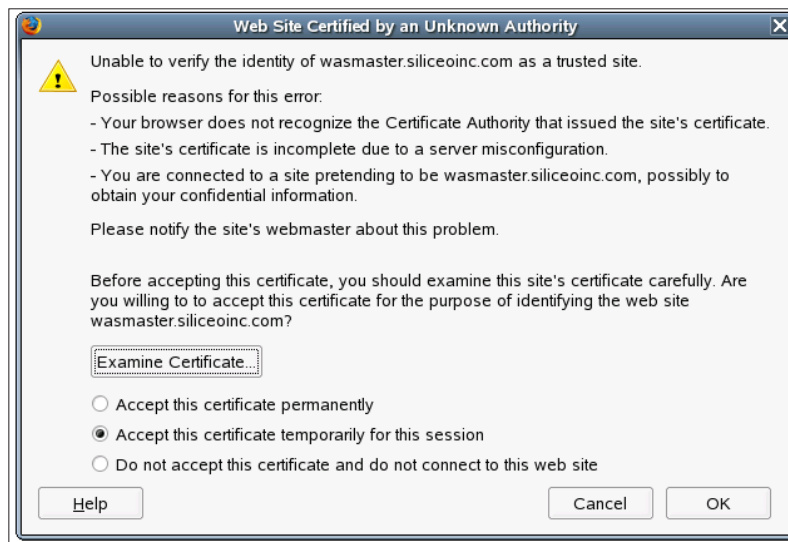 Web Site Certified by an Unknown Authority
Unable to verify the identity of wasmaster.siliceoinc.com as a trusted site.
Possible reasons for this error:
- Your browser does not recognize the Certificate Authority that issued the site's certificate.
- The site's certificate is incomplete due to a server misconfiguration.
- You are connected to a site pretending to be wasmaster.siliceoinc.com, possibly to
obtain your confidential information.
Please notify the site's webmaster about this problem.
Before accepting this certificate, you should examine this site's certificate carefully. Are
you willing to to accept this certificate for the purpose of identifying the web site
wasmaster.siliceoinc.com?
Examine Certificate...
Accept this certificate permanently
Accept this certificate temporarily for this session
Do not accept this certificate and do not connect to this web site
Help Cancel OK